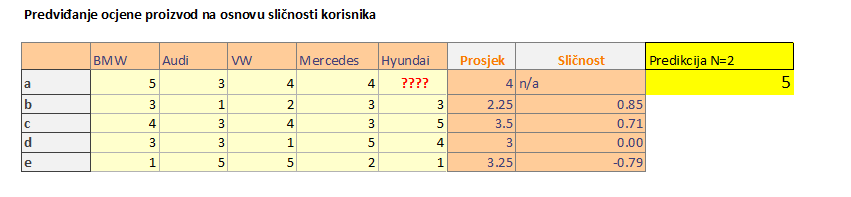 Predviđanje ocjene proizvod na osnovu sličnosti korisnika
BMW Audi VW Mercedes Hyundai Prosjek Sličnost Predikcija N=2
a 5 3 4 4 ???? 4 n/a 5
b 3 1 2 3 3 2.25 0.85
c 4 3 4 3 5 3.5 0.71
d 3 3 1 5 4 3 0.00
e 1 5 5 2 1 3.25 -0.79